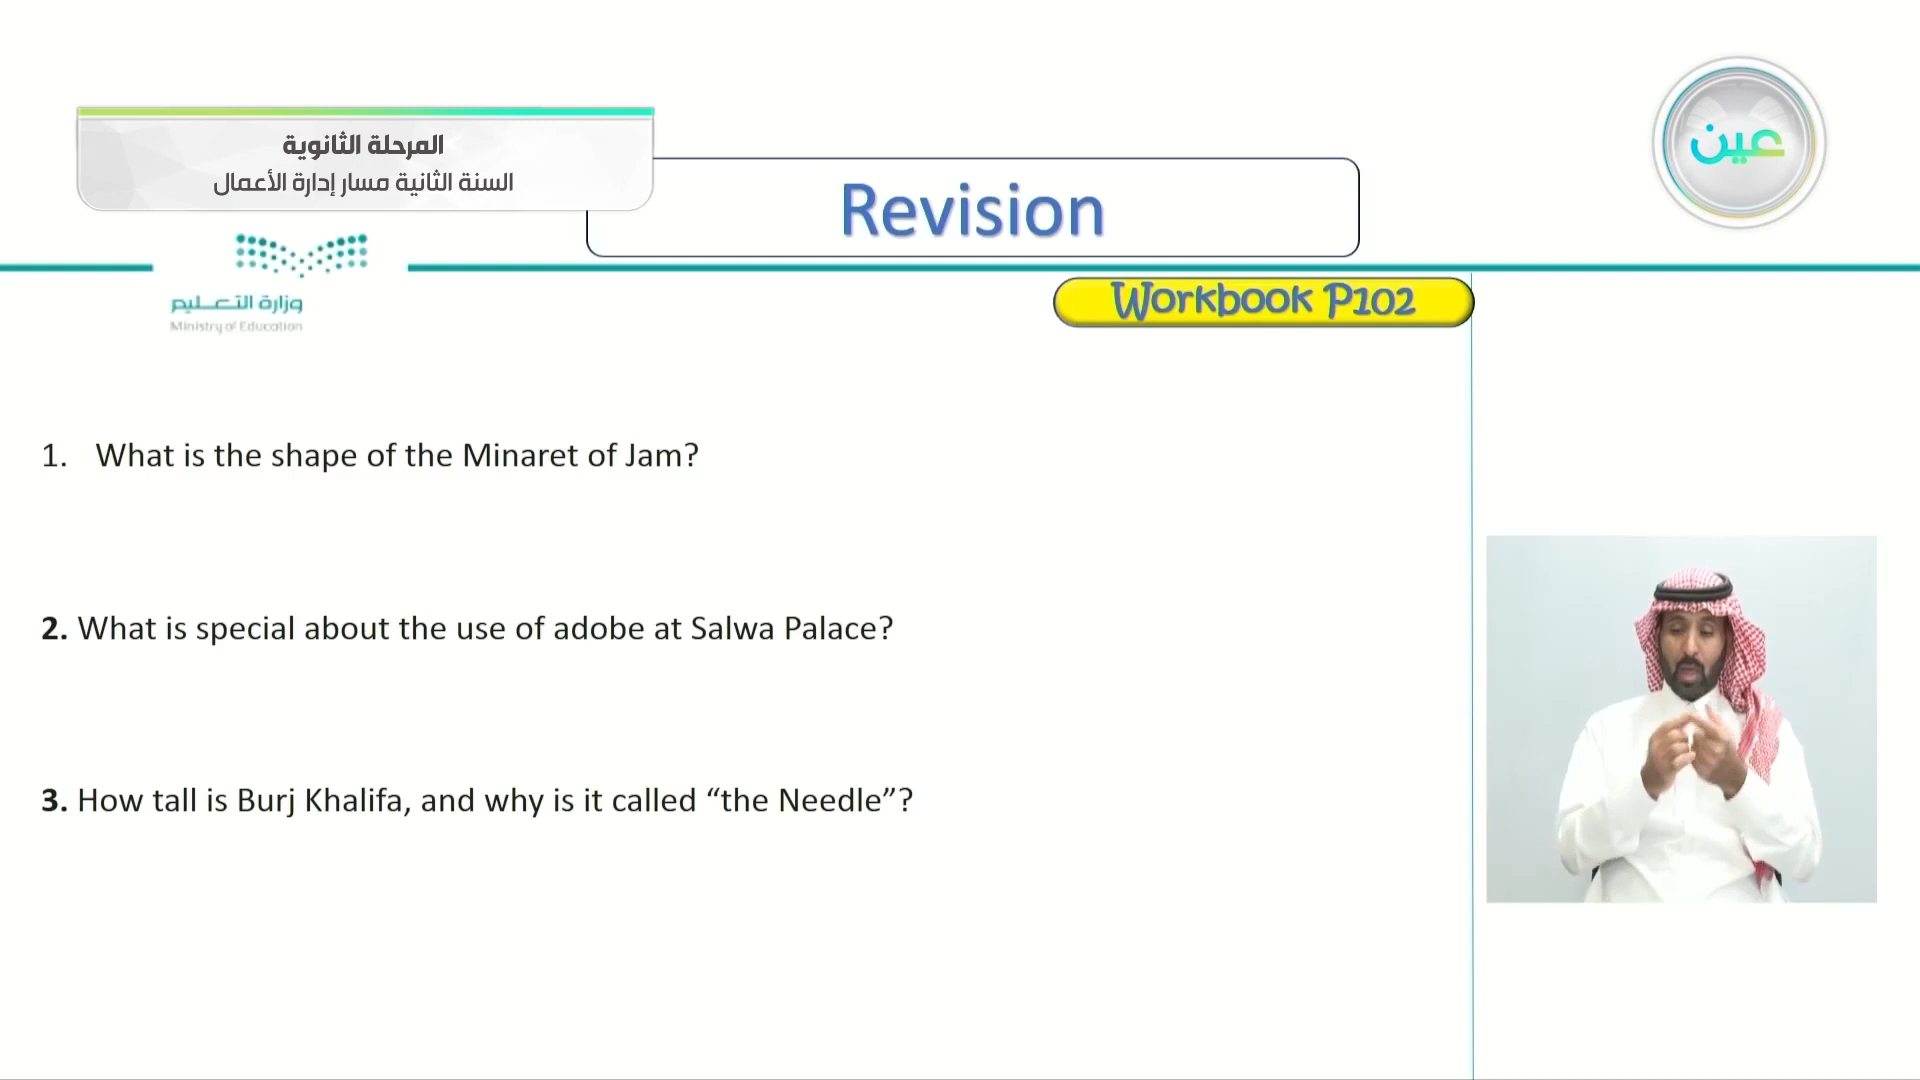 المرحلة الثانوية
السنة الثانية مسار إدارة الأعمال
عين
Revision
وزارة التعليم
Ministry of Education
Workbook P102
1. What is the shape of the Minaret of Jam?
2. What is special about the use of adobe at Salwa Palace?
3. How tall is Burj Khalifa, and why is it called “the Needle”?